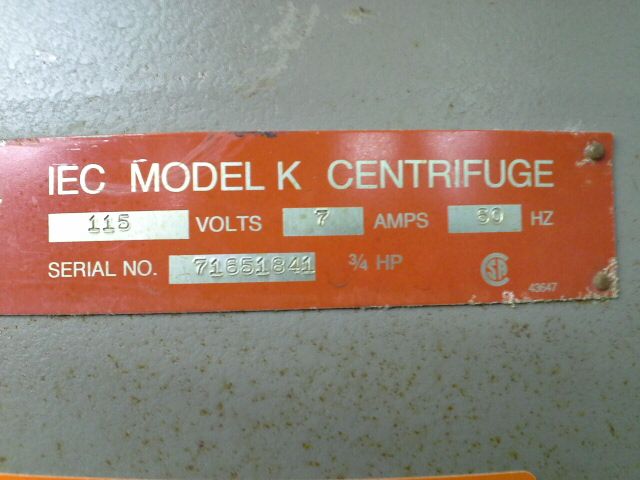 IEC MODEL K CENTRIFUGE
115 VOLTS 7 AMPS 60 HZ
SERIAL NO. 71651841 3/4 HP
43647